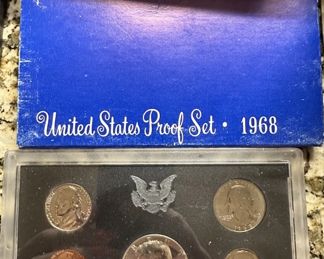 United States Proof Set · 1968